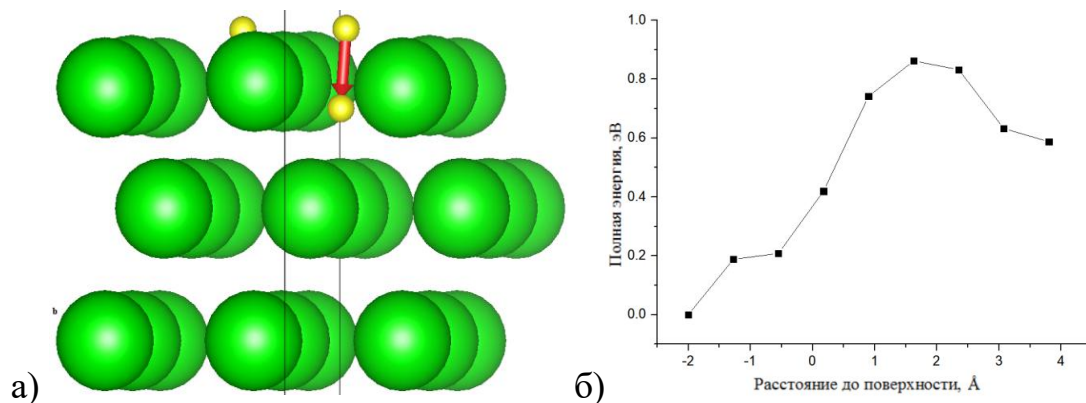 b
а)
Полная энергия, эВ
1.0
0.8
0.6
0.4
0.2
0.0
-2 -1 0 1 2 3 4
Расстояние до поверхности, Å
б)